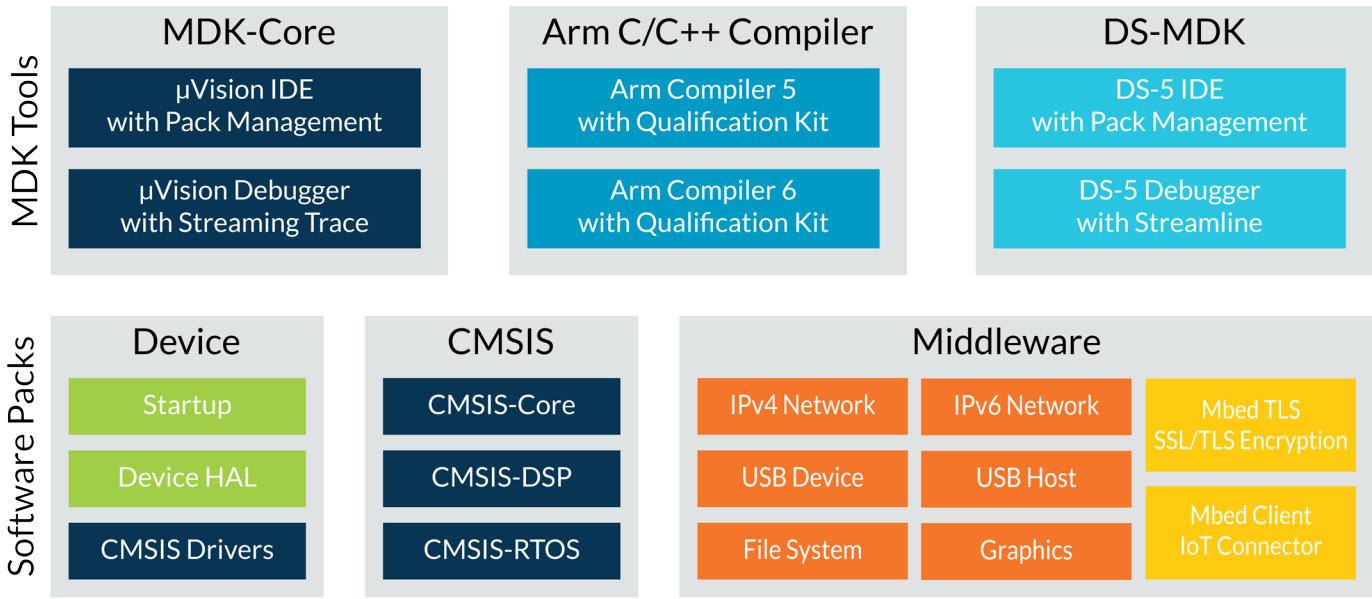 MDK Tools
MDK-Core
µVision IDE
with Pack Management
µVision Debugger
with Streaming Trace
Arm C/C++ Compiler
Arm Compiler 5
with Qualification Kit
Arm Compiler 6
with Qualification Kit
DS-MDK
DS-5 IDE
with Pack Management
DS-5 Debugger
with Streamline
Software Packs
Device
Startup
Device HAL
CMSIS Drivers
CMSIS
CMSIS-Core
CMSIS-DSP
CMSIS-RTOS
Middleware
IPv4 Network
IPv6 Network
USB Device
USB Host
File System
Graphics
Mbed TLS
SSL/TLS Encryption
Mbed Client
IoT Connector